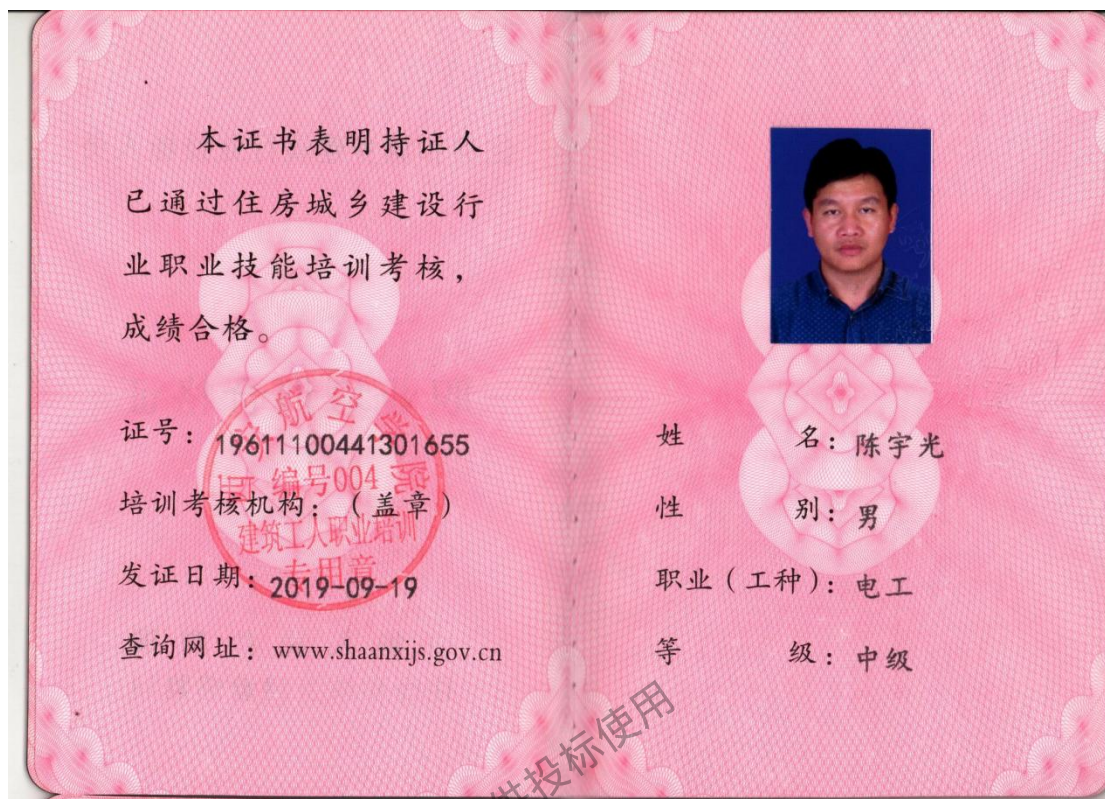 本证书表明持证人
已通过住房城乡建设行
业职业技能培训考核，
成绩合格。
证号：19611100441301655
培训考核机构：（盖章）
发证日期：2019-09-19
查询网址：www.shaanxijs.gov.cn
航空学院
编号004
建筑工人职业培训
专用章
姓名：陈宇光
性别：男
职业（工种）：电工
等级：中级
供投标使用